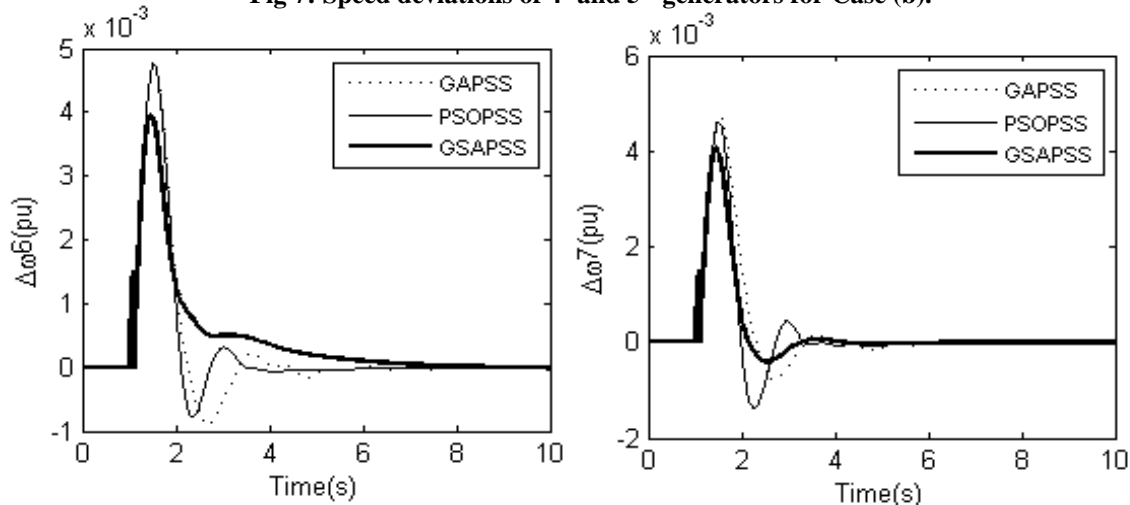 Fig 7. Speed deviations of 4 and 5 generators for Case (b).
x 10-3
5
4
3
2
1
0
-1
Δω6(pu)
GAPSS
PSOPSS
GSAPSS
0 2 4 6 8 10
Time(s)
x 10-3
6
4
2
0
-2
Δω7(pu)
GAPSS
PSOPSS
GSAPSS
0 2 4 6 8 10
Time(s)